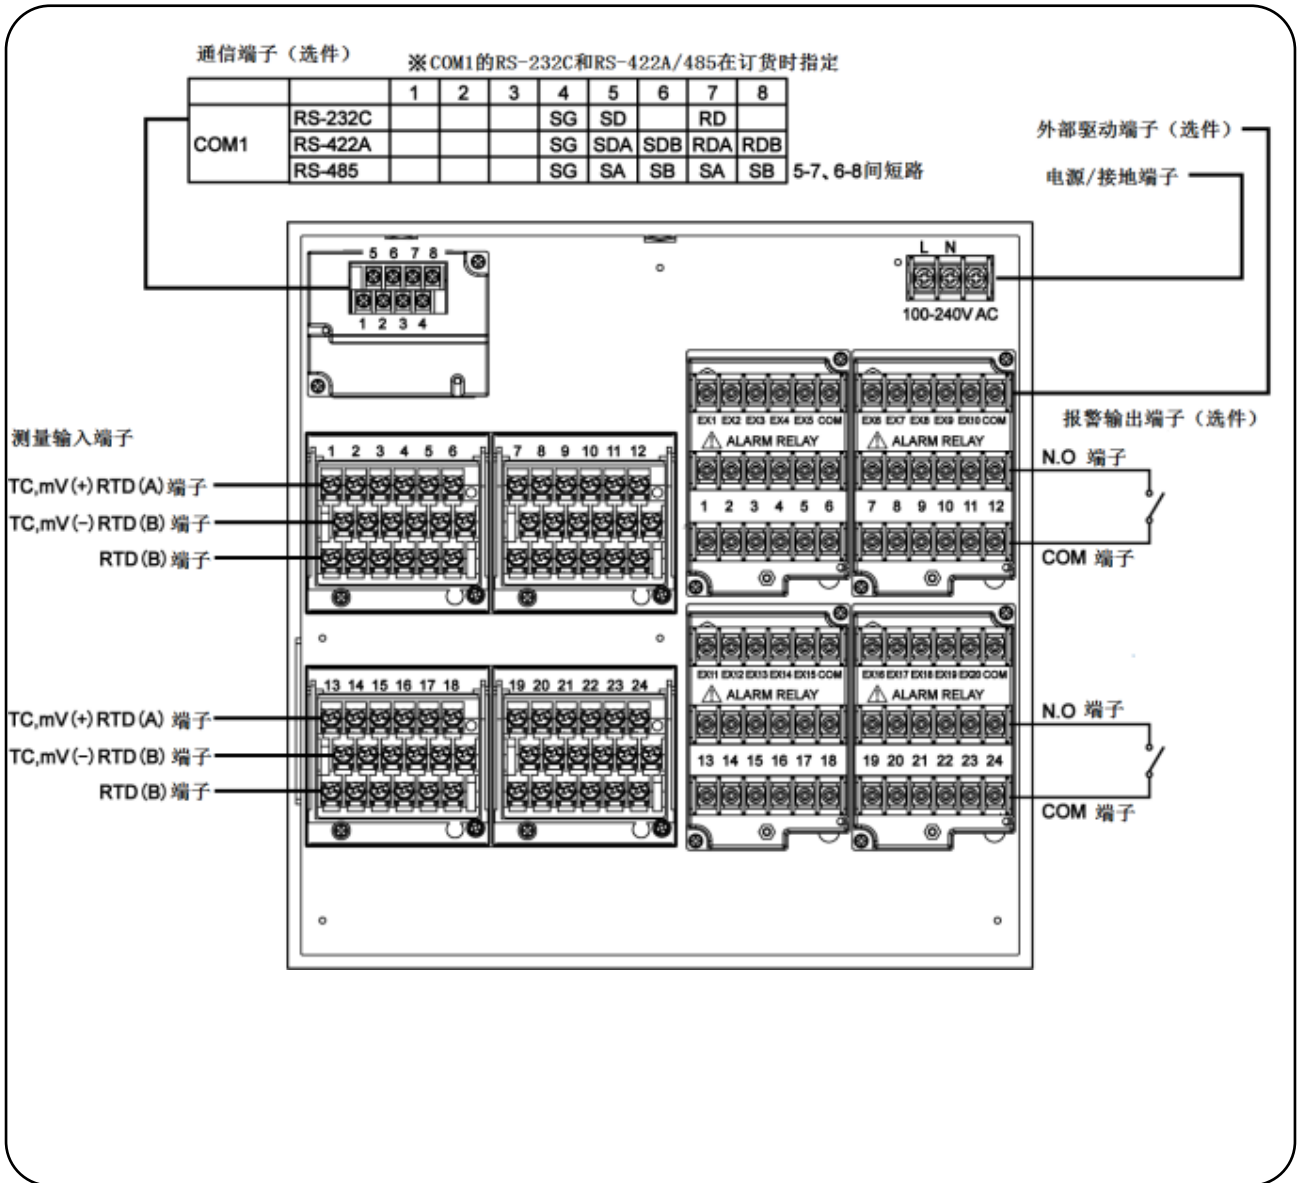 通信端子（选件）
※COM1的RS-232C和RS-422A/485在订货时指定
1 2 3 4 5 6 7 8
RS-232C SG SD RD
COM1 RS-422A SG SDA SDB RDA RDB
RS-485 SG SA SB SA SB 5-7、6-8间短路
外部驱动端子（选件）
电源/接地端子
5 6 7 8
1 2 3 4
L N
100-240V AC
EX1 EX2 EX3 EX4 EX5 COM
EX6 EX7 EX8 EX9 EX10 COM
ALARM RELAY
ALARM RELAY
报警输出端子（选件）
N.O 端子
COM 端子
1 2 3 4 5 6
7 8 9 10 11 12
测量输入端子
1 2 3 4 5 6
7 8 9 10 11 12
TC,mV(+)RTD(A)端子
TC,mV(-)RTD(B)端子
RTD(B)端子
EX11 EX12 EX13 EX14 EX15 COM
EX16 EX17 EX18 EX19 EX20 COM
ALARM RELAY
ALARM RELAY
N.O 端子
COM 端子
13 14 15 16 17 18
19 20 21 22 23 24
13 14 15 16 17 18
19 20 21 22 23 24
TC,mV(+)RTD(A)端子
TC,mV(-)RTD(B)端子
RTD(B)端子